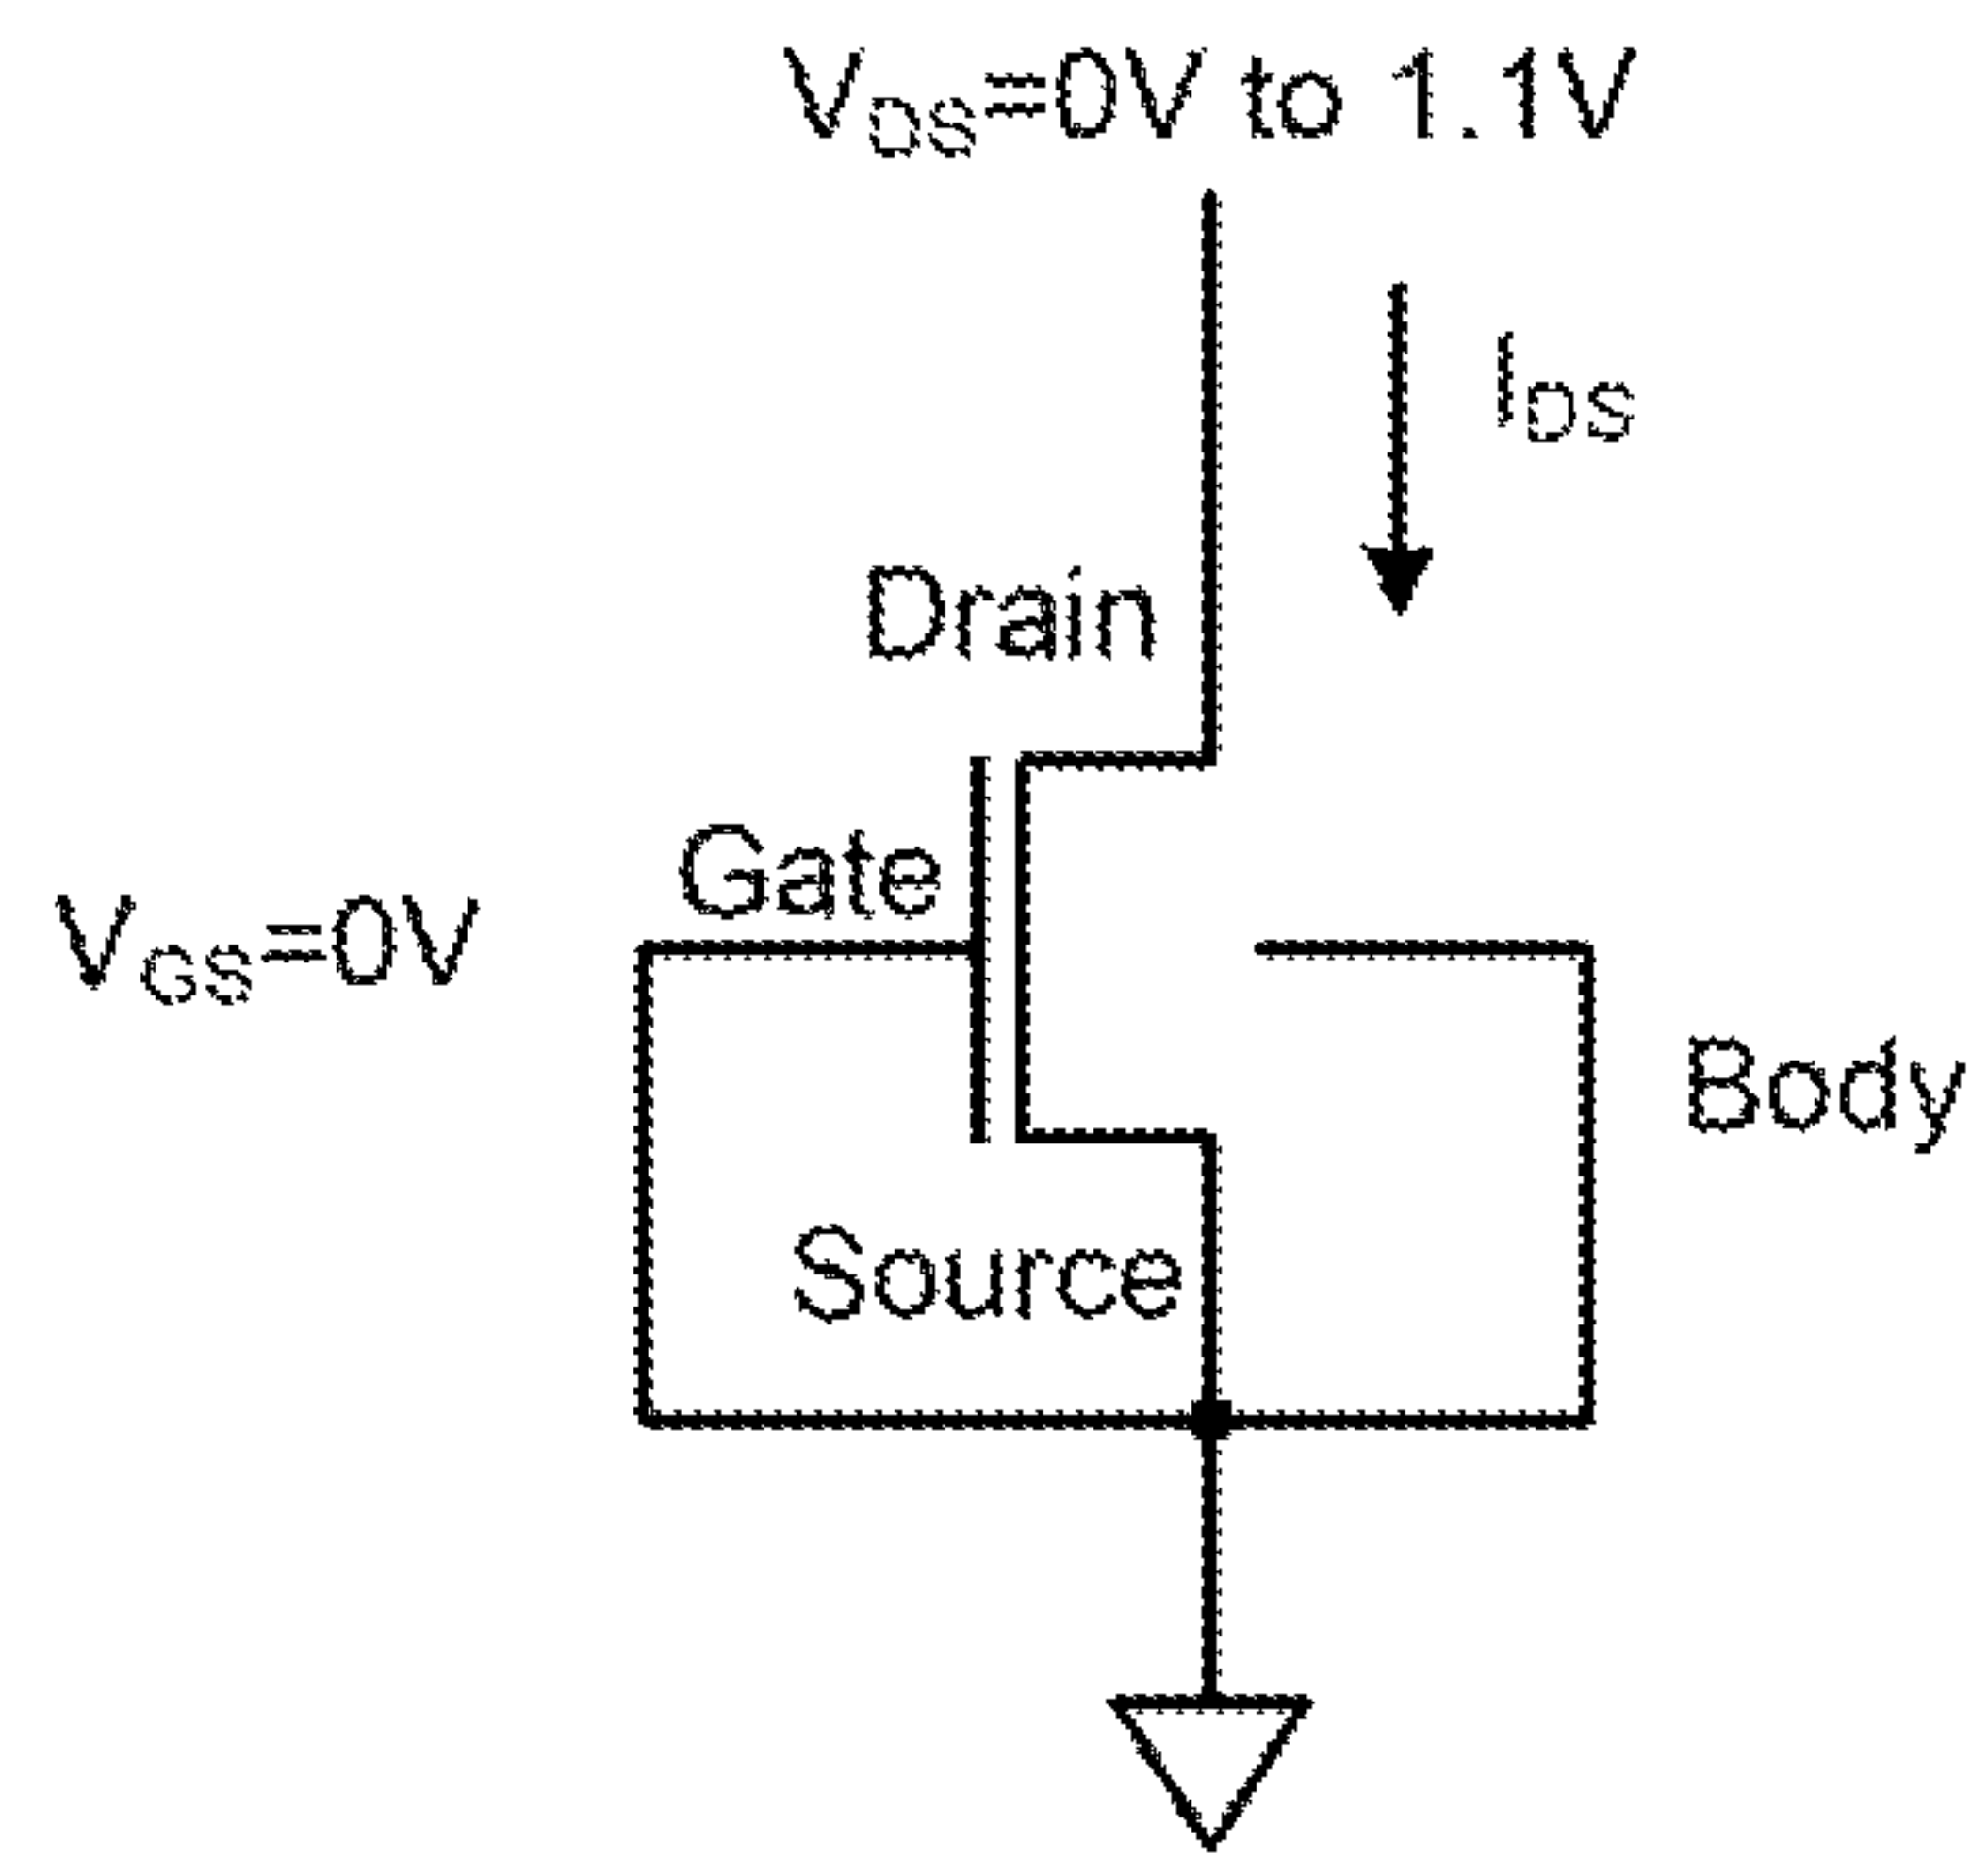 VDS=0V to 1.1V
IDS
Drain
Gate
VGS=0V
Body
Source